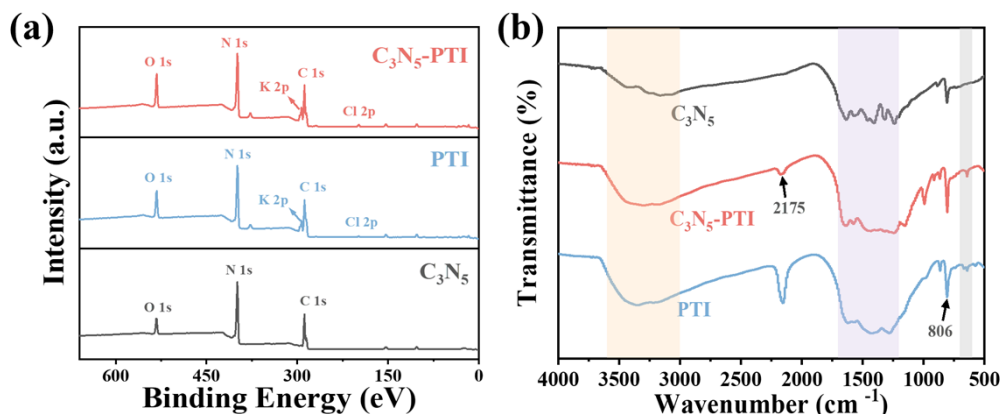 (a)
Intensity (a.u.)
C₃N₅-PTI
O 1s
N 1s
K 2p
C 1s
Cl 2p
PTI
O 1s
N 1s
K 2p
C 1s
Cl 2p
C₃N₅
O 1s
N 1s
C 1s
600 450 300 150 0
Binding Energy (eV)
(b)
Transmittance (%)
C₃N₅
2175
C₃N₅-PTI
PTI
806
4000 3500 3000 2500 2000 1500 1000 500
Wavenumber (cm ⁻¹)